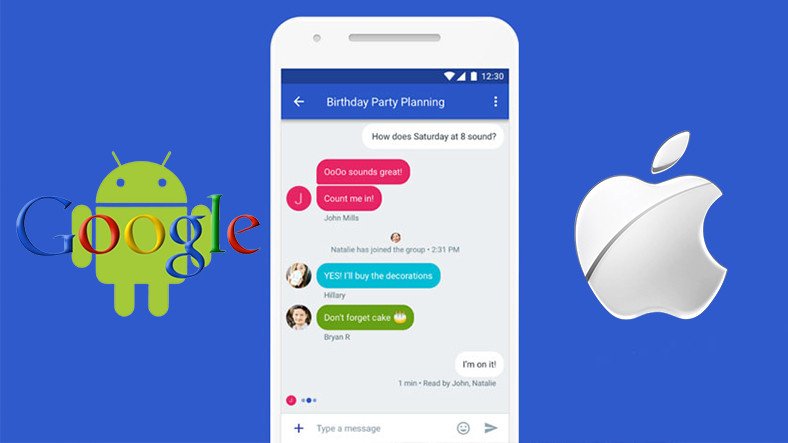 12:30
Birthday Party Planning
How does Saturday at 8 sound?
OoOo sounds great!
J
Count me in!
John Mills
Natalie has joined the group • 2:31 PM
YES! I'll buy the decorations
Hillary
Don't forget cake 🎂
Bryan R
I'm on it!
1 min • Read by John, Natalie
J
Type a message
Google